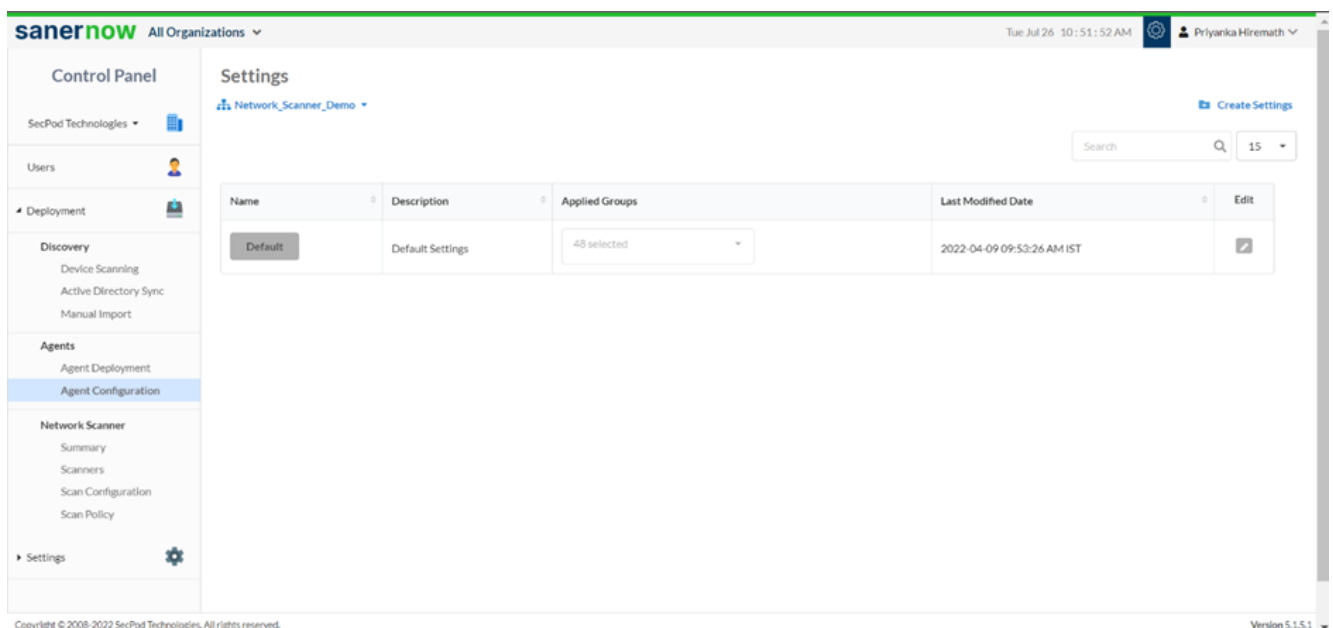 sanernow All Organizations
Tue Jul 26 10:51:52 AM
Priyanka Hiremath
Control Panel
SecPod Technologies
Users
Deployment
Discovery
Device Scanning
Active Directory Sync
Manual Import
Agents
Agent Deployment
Agent Configuration
Network Scanner
Summary
Scanners
Scan Configuration
Scan Policy
Settings
Settings
Network_Scanner_Demo
Create Settings
Search
15
Name Description Applied Groups Last Modified Date Edit
Default Default Settings 48 selected 2022-04-09 09:53:26 AM IST
Copyright © 2008-2022 SecPod Technologies. All rights reserved.
Version 5.1.5.1